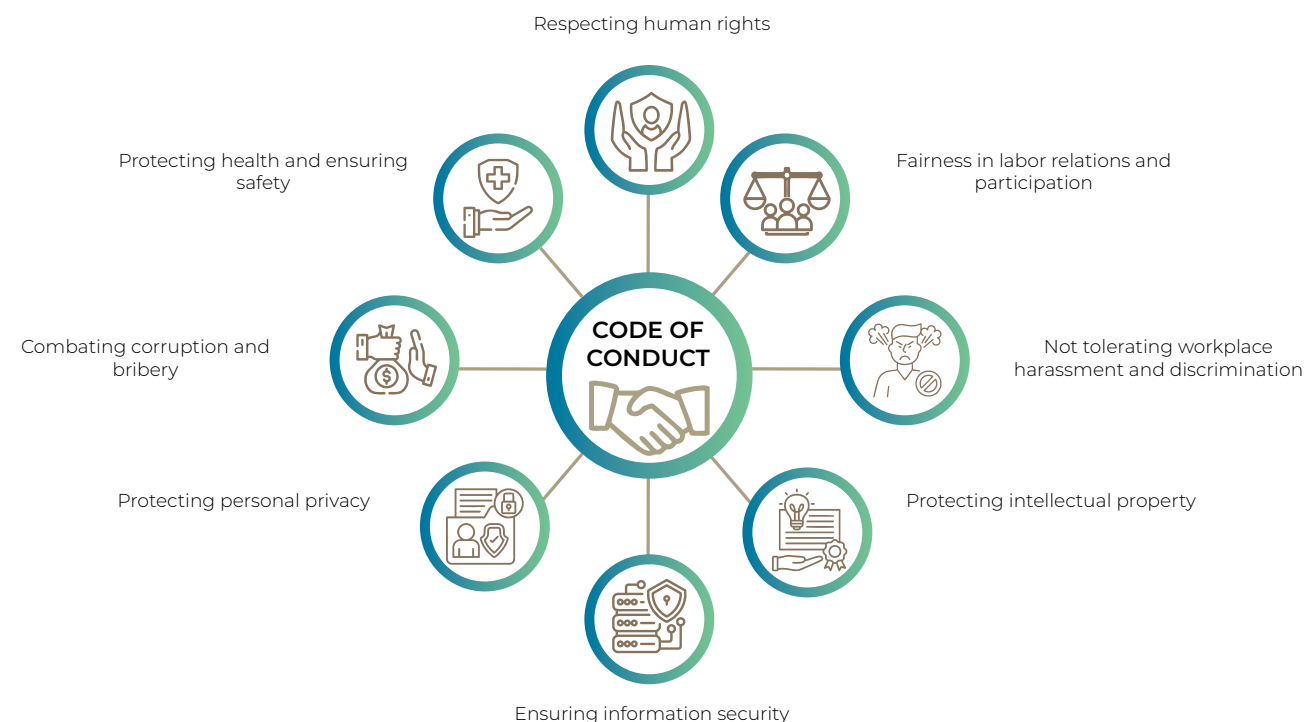 Respecting human rights
Protecting health and ensuring
safety
Fairness in labor relations and
participation
CODE OF
CONDUCT
Combating corruption and
bribery
Not tolerating workplace
harassment and discrimination
Protecting personal privacy
Protecting intellectual property
Ensuring information security